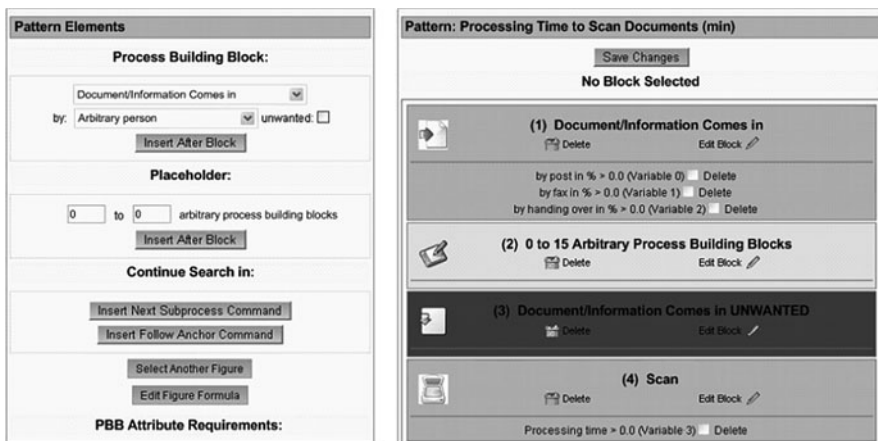 Pattern Elements
Process Building Block:
Document/Information Comes in
by: Arbitrary person unwanted:
Insert After Block
Placeholder:
0 to 0 arbitrary process building blocks
Insert After Block
Continue Search in:
Insert Next Subprocess Command
Insert Follow Anchor Command
Select Another Figure
Edit Figure Formula
PBB Attribute Requirements:
Pattern: Processing Time to Scan Documents (min)
Save Changes
No Block Selected
(1) Document/Information Comes in
Delete Edit Block
by post in % > 0.0 (Variable 0) Delete
by fax in % > 0.0 (Variable 1) Delete
by handing over in % > 0.0 (Variable 2) Delete
(2) 0 to 15 Arbitrary Process Building Blocks
Delete Edit Block
(3) Document/Information Comes in UNWANTED
Delete Edit Block
(4) Scan
Delete Edit Block
Processing time > 0.0 (Variable 3) Delete